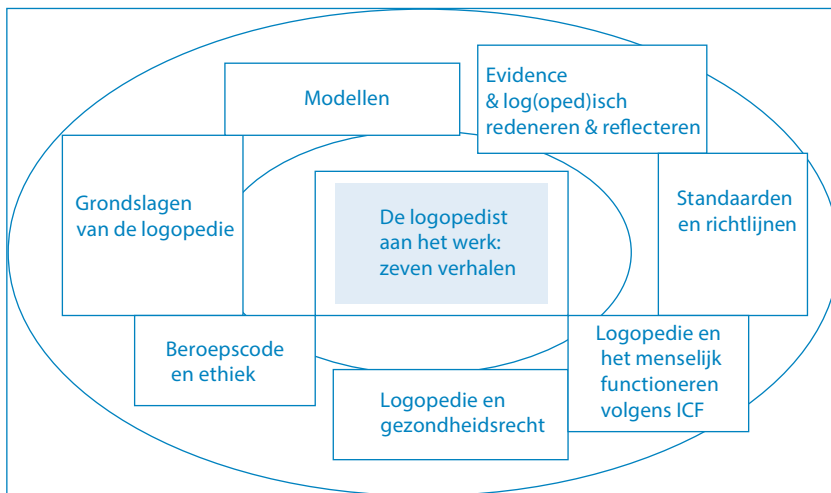 Modellen
Evidence
& log(oped)isch
redeneren & reflecteren
Grondslagen
van de logopedie
De logopedist
aan het werk:
zeven verhalen
Standaarden
en richtlijnen
Beroepscode
en ethiek
Logopedie en
gezondheidsrecht
Logopedie en
het menselijk
functioneren
volgens ICF